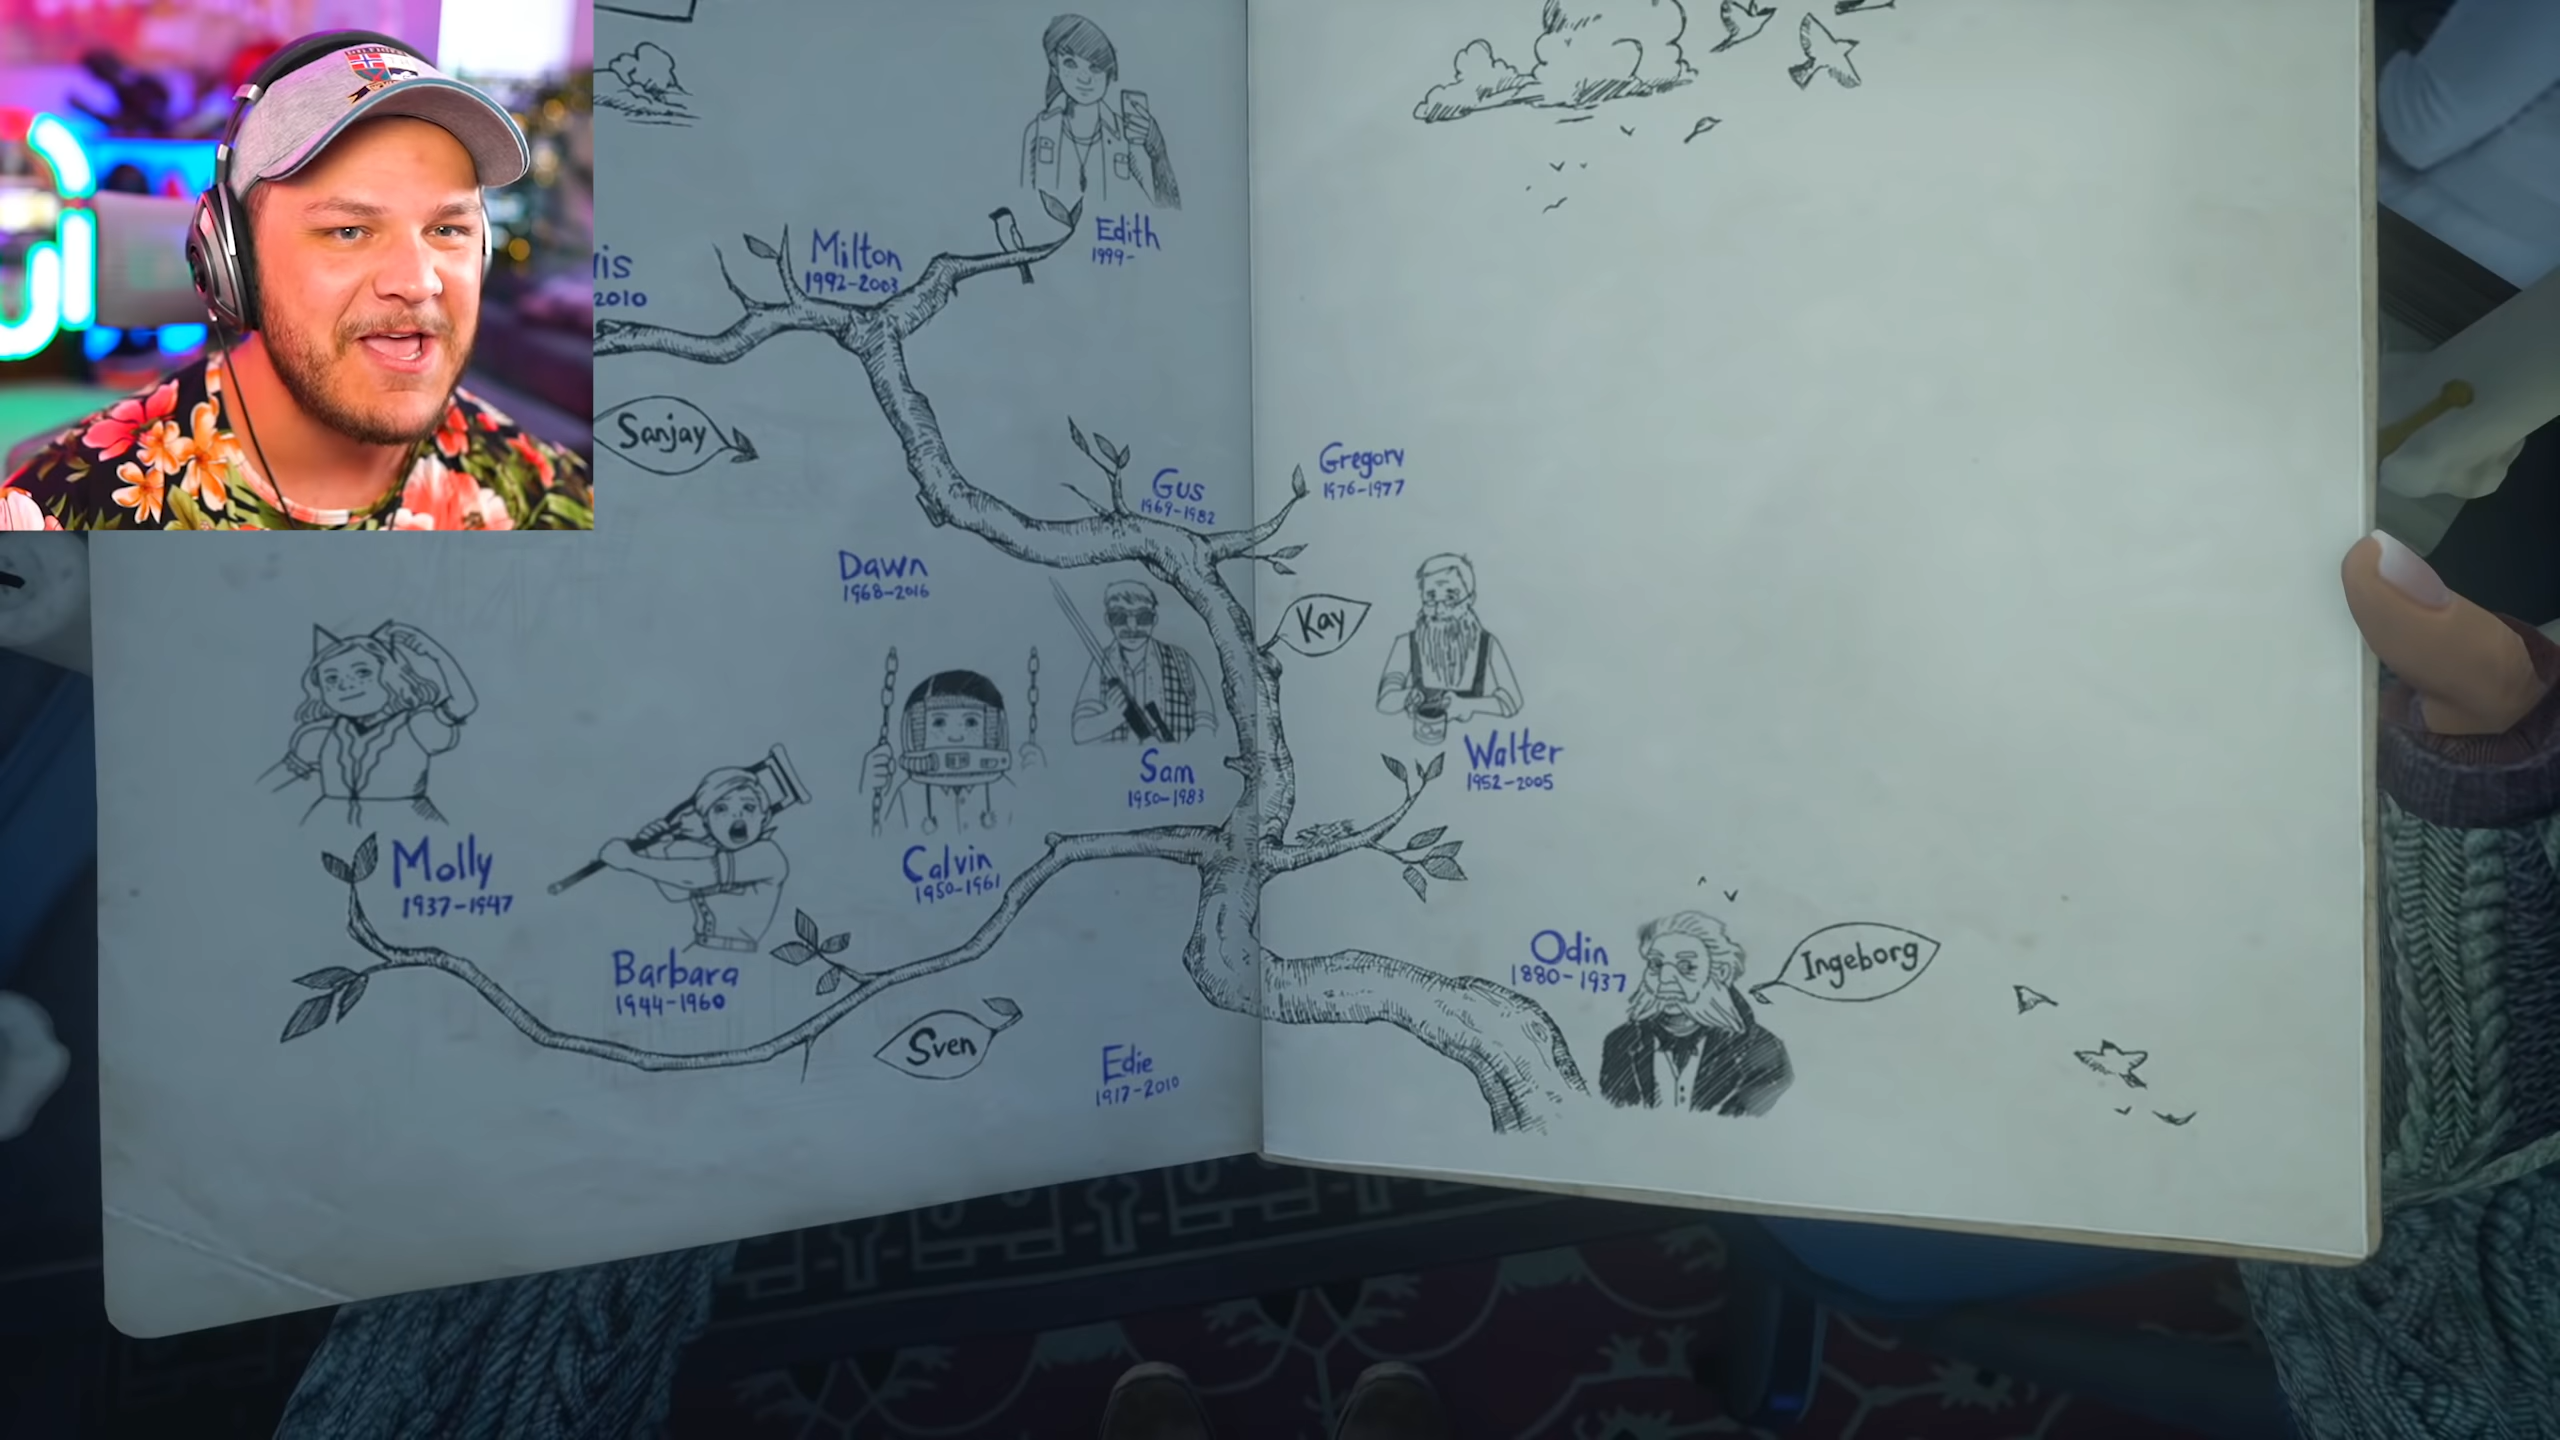 Edith
1999-
Milton
1992-2003
is
2010
Sanjay
Gregory
1976-1977
Gus
1969-1982
Dawn
1968-2016
Kay
Walter
1952-2005
Sam
1950-1983
Calvin
1950-1961
Molly
1937-1947
Barbara
1944-1960
Odin
1880-1937
Ingeborg
Sven
Edie
1917-2010